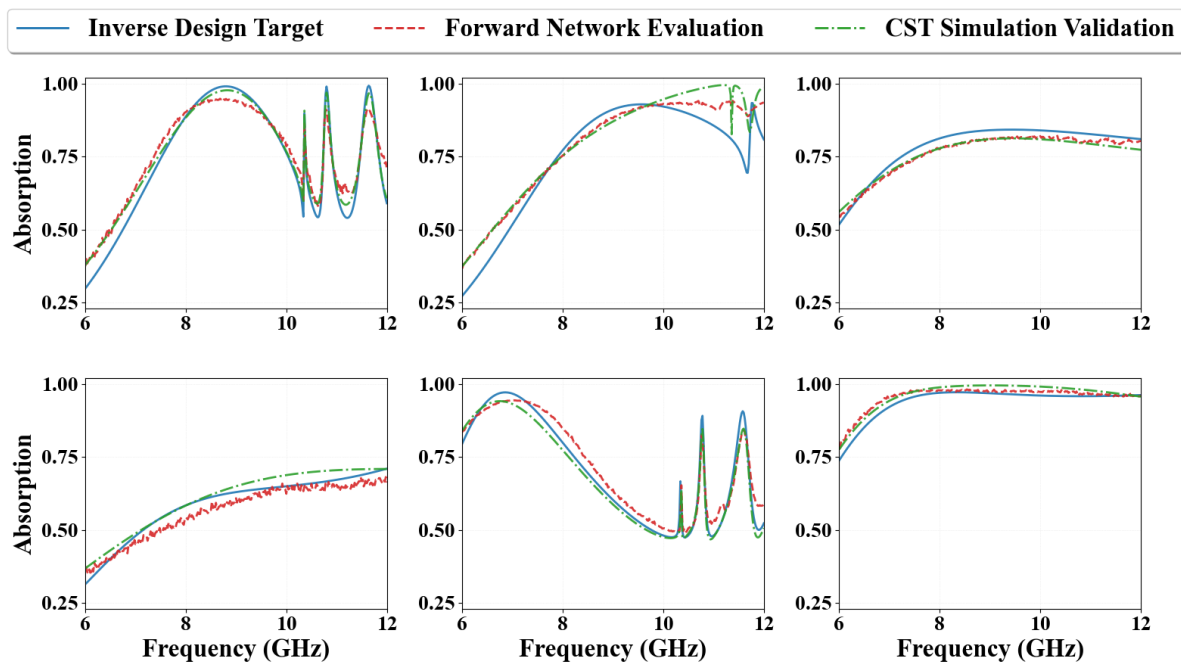 Inverse Design Target Forward Network Evaluation CST Simulation Validation
Absorption
1.00
0.75
0.50
0.25
6 8 10 12
1.00
0.75
0.50
0.25
6 8 10 12
1.00
0.75
0.50
0.25
6 8 10 12
Absorption
1.00
0.75
0.50
0.25
6 8 10 12
Frequency (GHz)
1.00
0.75
0.50
0.25
6 8 10 12
Frequency (GHz)
1.00
0.75
0.50
0.25
6 8 10 12
Frequency (GHz)